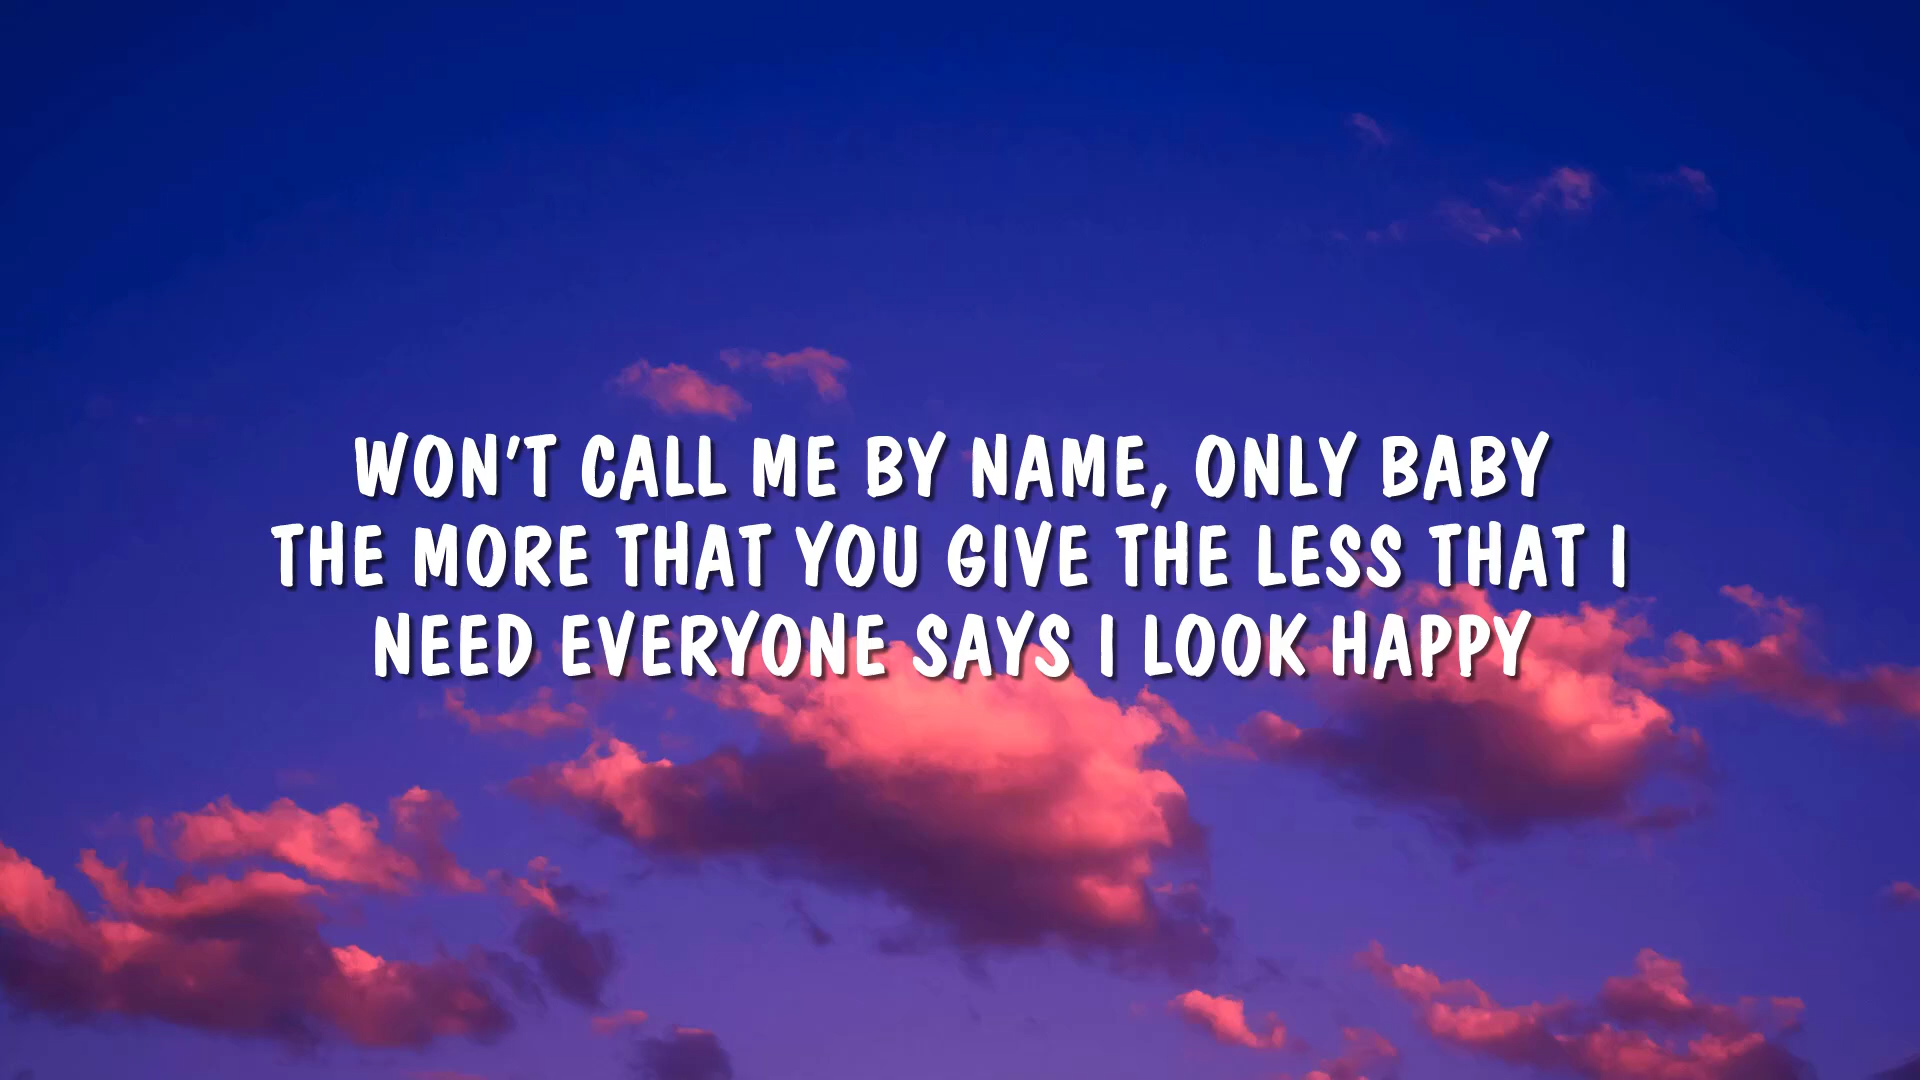 WON'T CALL ME BY NAME, ONLY BABY
THE MORE THAT YOU GIVE THE LESS THAT I
NEED EVERYONE SAYS I LOOK HAPPY